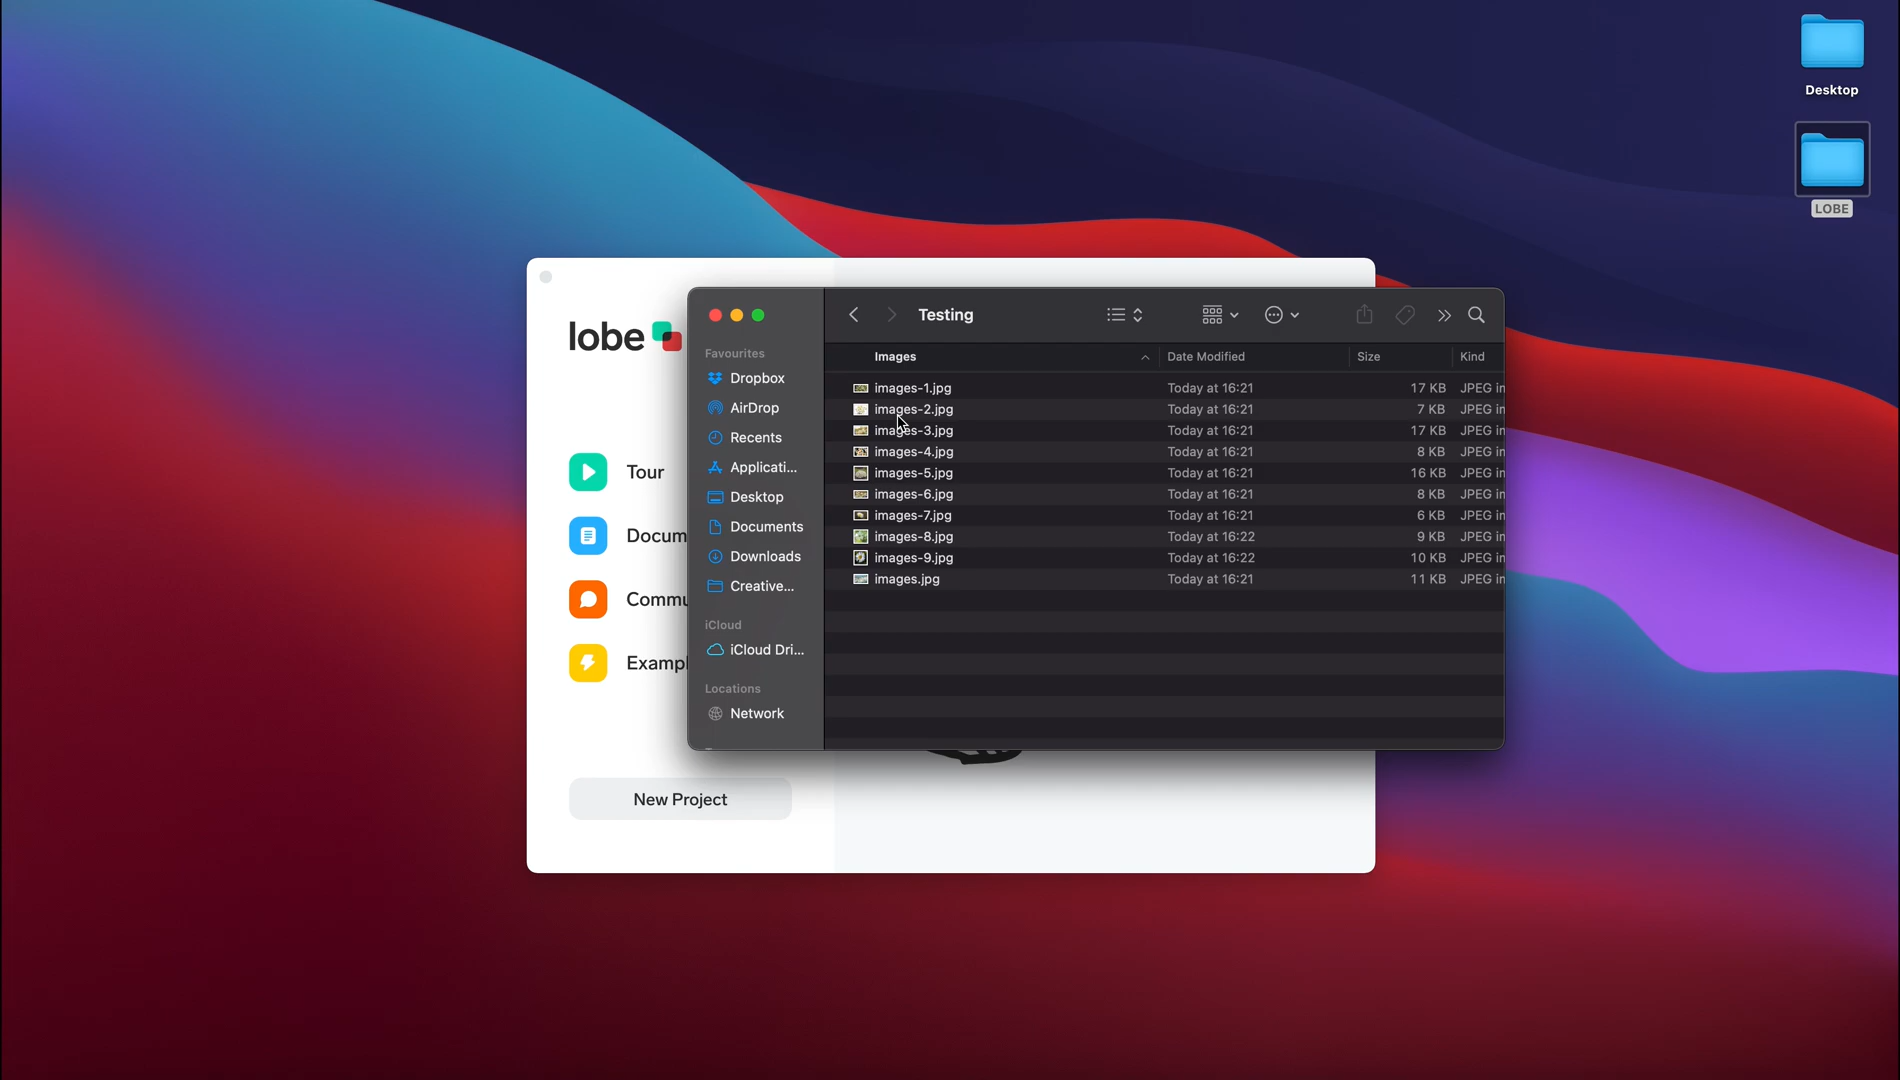 Desktop
LOBE
lobe
Tour
Docum
Commu
Exampl
New Project
Testing
Favourites
Dropbox
AirDrop
Recents
Applicati...
Desktop
Documents
Downloads
Creative...
iCloud
iCloud Dri...
Locations
Network
Images Date Modified Size Kind
images-1.jpg Today at 16:21 17 KB JPEG in
images-2.jpg Today at 16:21 7 KB JPEG in
images-3.jpg Today at 16:21 17 KB JPEG in
images-4.jpg Today at 16:21 8 KB JPEG in
images-5.jpg Today at 16:21 16 KB JPEG in
images-6.jpg Today at 16:21 8 KB JPEG in
images-7.jpg Today at 16:21 6 KB JPEG in
images-8.jpg Today at 16:22 9 KB JPEG in
images-9.jpg Today at 16:22 10 KB JPEG in
images.jpg Today at 16:21 11 KB JPEG in